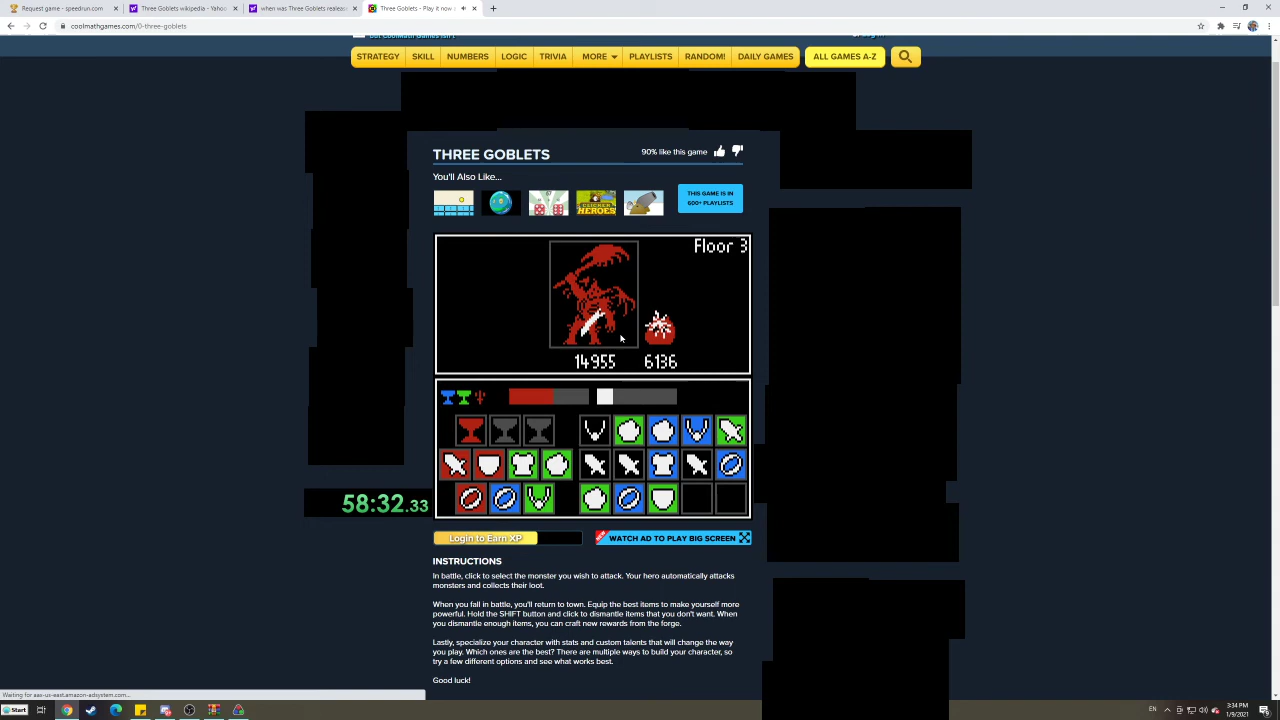 Request game - speedrun.com
Three Goblets wikipedia - Yahoo
when was Three Goblets realeas
Three Goblets - Play it now
coolmathgames.com/0-three-goblets
But Coolmath Games isn't
STRATEGY SKILL NUMBERS LOGIC TRIVIA MORE PLAYLISTS RANDOM! DAILY GAMES ALL GAMES A-Z
THREE GOBLETS
90% like this game
You'll Also Like...
CLICKER
HEROES
THIS GAME IS IN
600+ PLAYLISTS
Floor 3
14955 6136
58:32.33
Login to Earn XP
WATCH AD TO PLAY BIG SCREEN
INSTRUCTIONS
In battle, click to select the monster you wish to attack. Your hero automatically attacks
monsters and collects their loot.
When you fall in battle, you'll return to town. Equip the best items to make yourself more
powerful. Hold the SHIFT button and click to dismantle items that you don't want. When
you dismantle enough items, you can craft new rewards from the forge.
Lastly, specialize your character with stats and custom talents that will change the way
you play. Which ones are the best? There are multiple ways to build your character, so
try a few different options and see what works best.
Good luck!
Waiting for aax-us-east.amazon-adsystem.com...
Start
EN
3:34 PM
1/9/2021